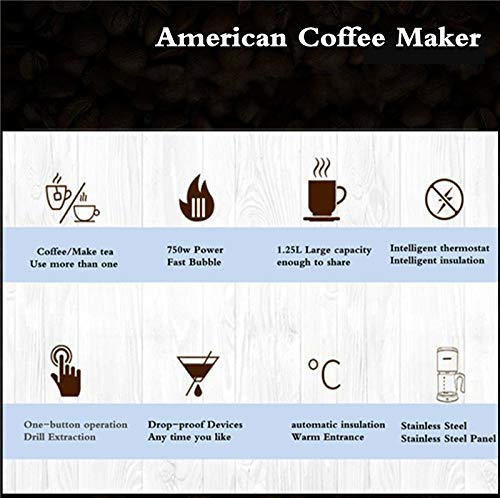 American Coffee Maker
Coffee/Make tea
Use more than one
750w Power
Fast Bubble
1.25L Large capacity
enough to share
Intelligent thermostat
Intelligent insulation
°C
One-button operation
Drill Extraction
Drop-proof Devices
Any time you like
automatic insulation
Warm Entrance
Stainless Steel
Stainless Steel Panel